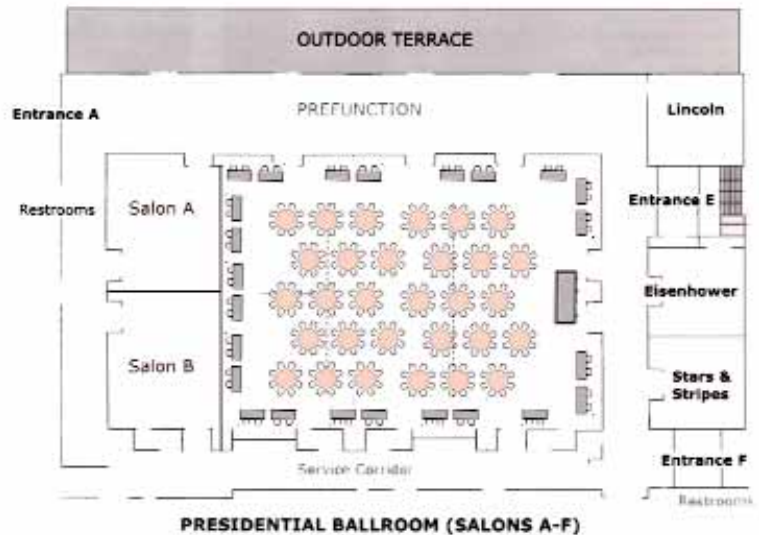 OUTDOOR TERRACE
Entrance A
PREFUNCTION
Lincoln
Restrooms
Salon A
Entrance E
Eisenhower
Salon B
Stars &
Stripes
Entrance F
Service Corridor
Restrooms
PRESIDENTIAL BALLROOM (SALONS A-F)